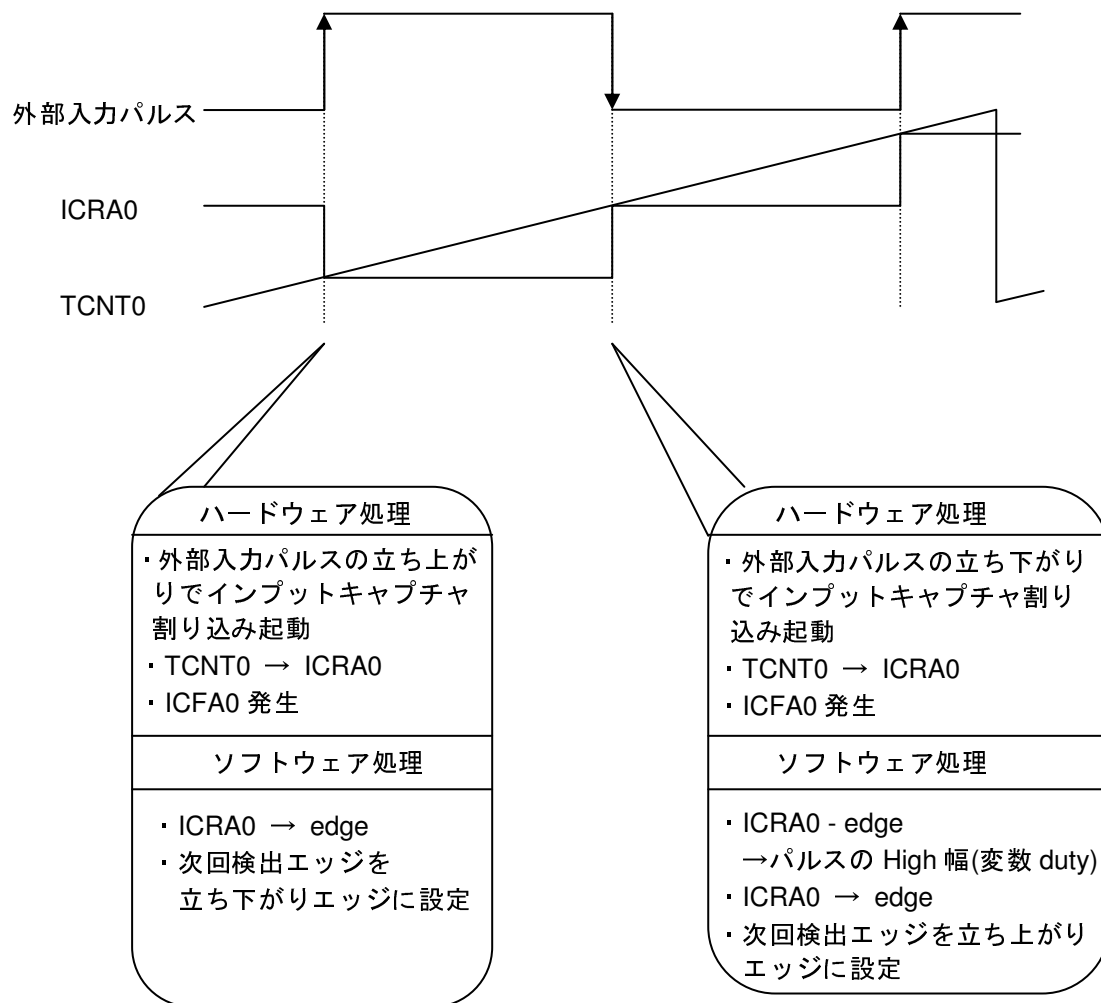 外部入力パルス
ICRA0
TCNT0
ハードウェア処理
・外部入力パルスの立ち上が
りでインプットキャプチャ
割り込み起動
・TCNT0 → ICRA0
・ICFA0 発生
ソフトウェア処理
・ICRA0 → edge
・次回検出エッジを
立ち下がりエッジに設定
ハードウェア処理
・外部入力パルスの立ち下がり
でインプットキャプチャ割り
込み起動
・TCNT0 → ICRA0
・ICFA0 発生
ソフトウェア処理
・ICRA0 - edge
→パルスの High 幅(変数 duty)
・ICRA0 → edge
・次回検出エッジを立ち上がり
エッジに設定